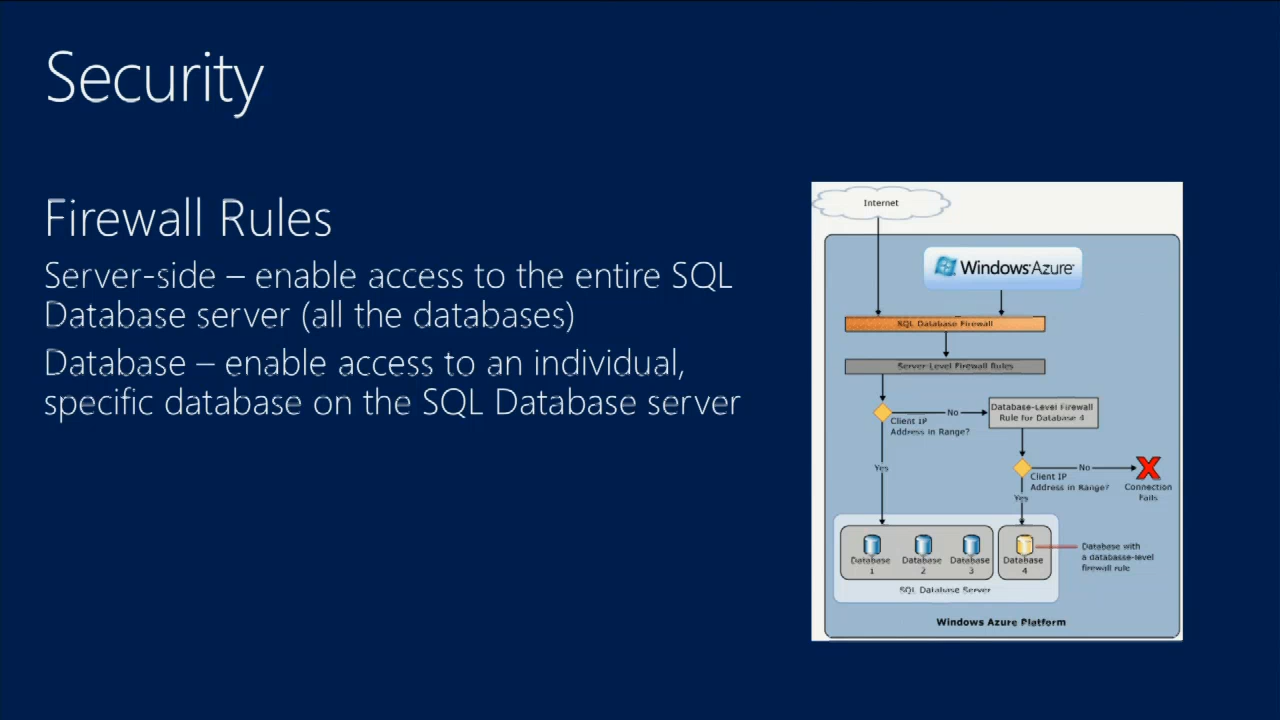 Security
Firewall Rules
Server-side – enable access to the entire SQL
Database server (all the databases)
Database – enable access to an individual,
specific database on the SQL Database server
Internet
Windows Azure™
SQL Database Firewall
Server-Level Firewall Rules
No
Database-Level Firewall
Rule for Database 4
Client IP
Address in Range?
Yes
No
Client IP
Address in Range?
Connection
Fails
Yes
Database
1
Database
2
Database
3
Database
4
Database with
a database-level
firewall rule
SQL Database Server
Windows Azure Platform